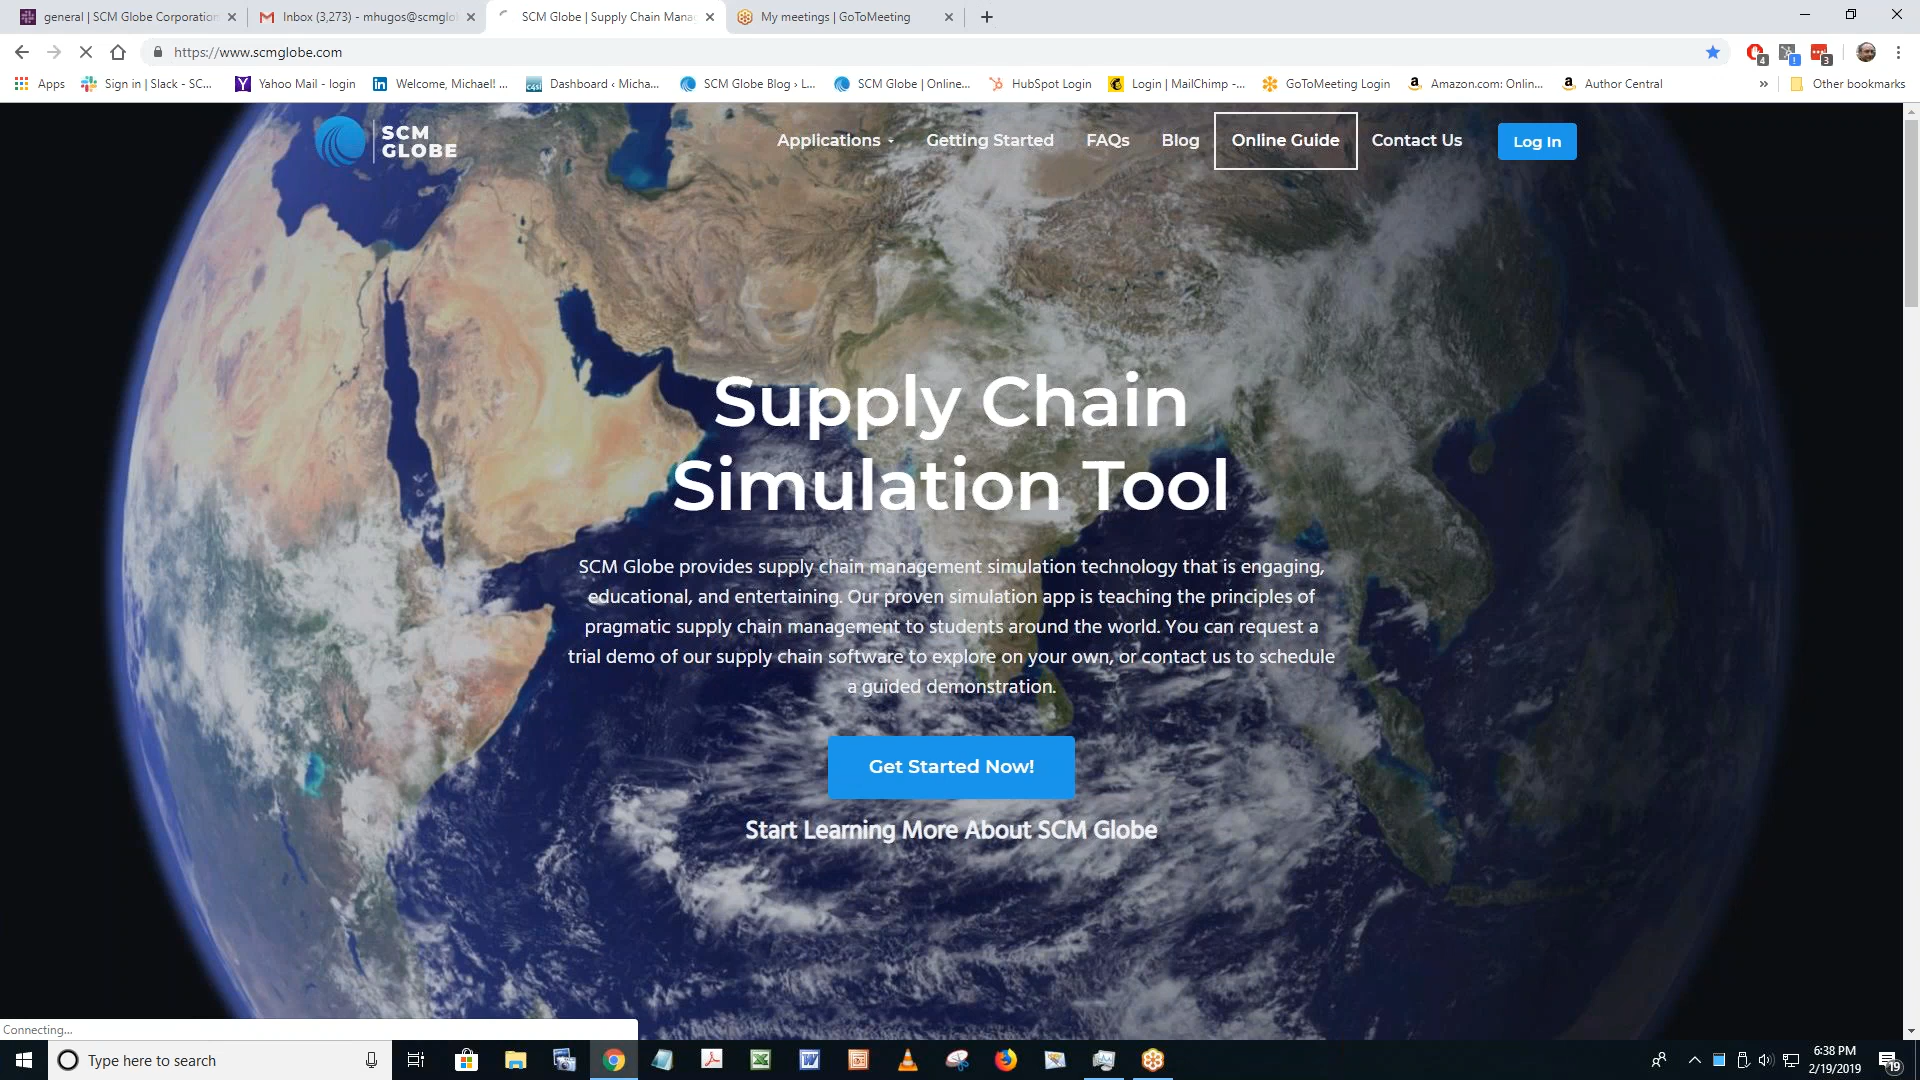 general | SCM Globe Corporation
Inbox (3,273) - mhugos@scmglo
SCM Globe | Supply Chain Mana
My meetings | GoToMeeting
https://www.scmglobe.com
4
!
3
Apps
Sign in | Slack - SC...
Yahoo Mail - login
Welcome, Michael! ...
Dashboard ‹ Micha...
SCM Globe Blog › L...
SCM Globe | Online...
HubSpot Login
Login | MailChimp -...
GoToMeeting Login
Amazon.com: Onlin...
Author Central
»
Other bookmarks
SCM
GLOBE
Applications
Getting Started
FAQs
Blog
Online Guide
Contact Us
Log In
Supply Chain
Simulation Tool
SCM Globe provides supply chain management simulation technology that is engaging,
educational, and entertaining. Our proven simulation app is teaching the principles of
pragmatic supply chain management to students around the world. You can request a
trial demo of our supply chain software to explore on your own, or contact us to schedule
a guided demonstration.
Get Started Now!
Start Learning More About SCM Globe
Connecting...
Type here to search
6:38 PM
2/19/2019
19